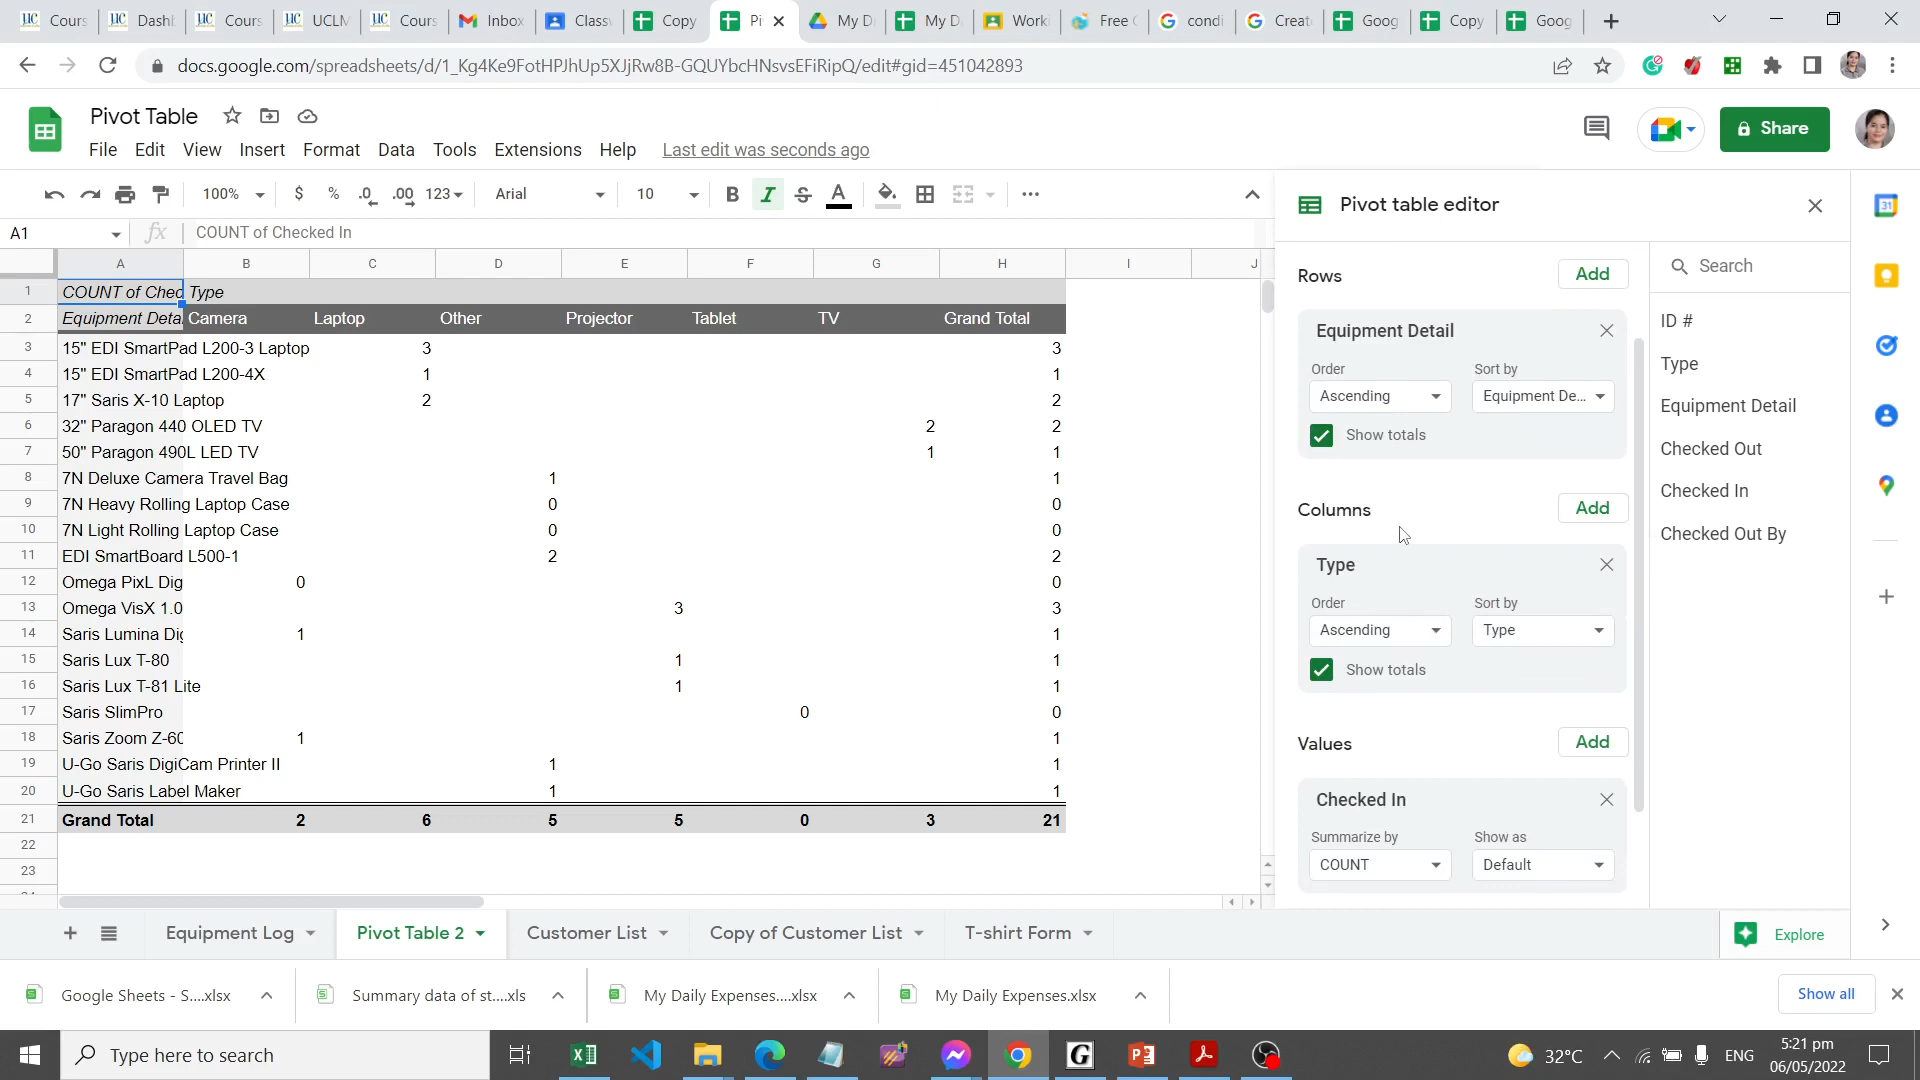 Cours
Dash
Cours
UCLM
Cours
Inbox
Classw
Copy
Pi
My D
My D
Work
Free
condi
Creat
Goog
Copy
Goog
docs.google.com/spreadsheets/d/1_Kg4Ke9FotHPJhUp5XJjRw8B-GQUYbcHNsvsEFiRipQ/edit#gid=451042893
Pivot Table
Share
File Edit View Insert Format Data Tools Extensions Help Last edit was seconds ago
100% $ % .0 .00 123 Arial 10 B I S A
A1 fx COUNT of Checked In
A B C D E F G H I J
1 COUNT of Chec Type
2 Equipment Deta Camera Laptop Other Projector Tablet TV Grand Total
3 15" EDI SmartPad L200-3 Laptop 3 3
4 15" EDI SmartPad L200-4X 1 1
5 17" Saris X-10 Laptop 2 2
6 32" Paragon 440 OLED TV 2 2
7 50" Paragon 490L LED TV 1 1
8 7N Deluxe Camera Travel Bag 1 1
9 7N Heavy Rolling Laptop Case 0 0
10 7N Light Rolling Laptop Case 0 0
11 EDI SmartBoard L500-1 2 2
12 Omega PixL Dig 0 0
13 Omega VisX 1.0 3 3
14 Saris Lumina Dig 1 1
15 Saris Lux T-80 1 1
16 Saris Lux T-81 Lite 1 1
17 Saris SlimPro 0 0
18 Saris Zoom Z-60 1 1
19 U-Go Saris DigiCam Printer II 1 1
20 U-Go Saris Label Maker 1 1
21 Grand Total 2 6 5 5 0 3 21
22
23
Pivot table editor
Rows Add
Equipment Detail
Order Sort by
Ascending Equipment De...
Show totals
Columns Add
Type
Order Sort by
Ascending Type
Show totals
Values Add
Checked In
Summarize by Show as
COUNT Default
Search
ID #
Type
Equipment Detail
Checked Out
Checked In
Checked Out By
31
Equipment Log Pivot Table 2 Customer List Copy of Customer List T-shirt Form
Explore
Google Sheets - S....xlsx Summary data of st....xls My Daily Expenses....xlsx My Daily Expenses.xlsx Show all
Type here to search
32°C ENG
5:21 pm
06/05/2022